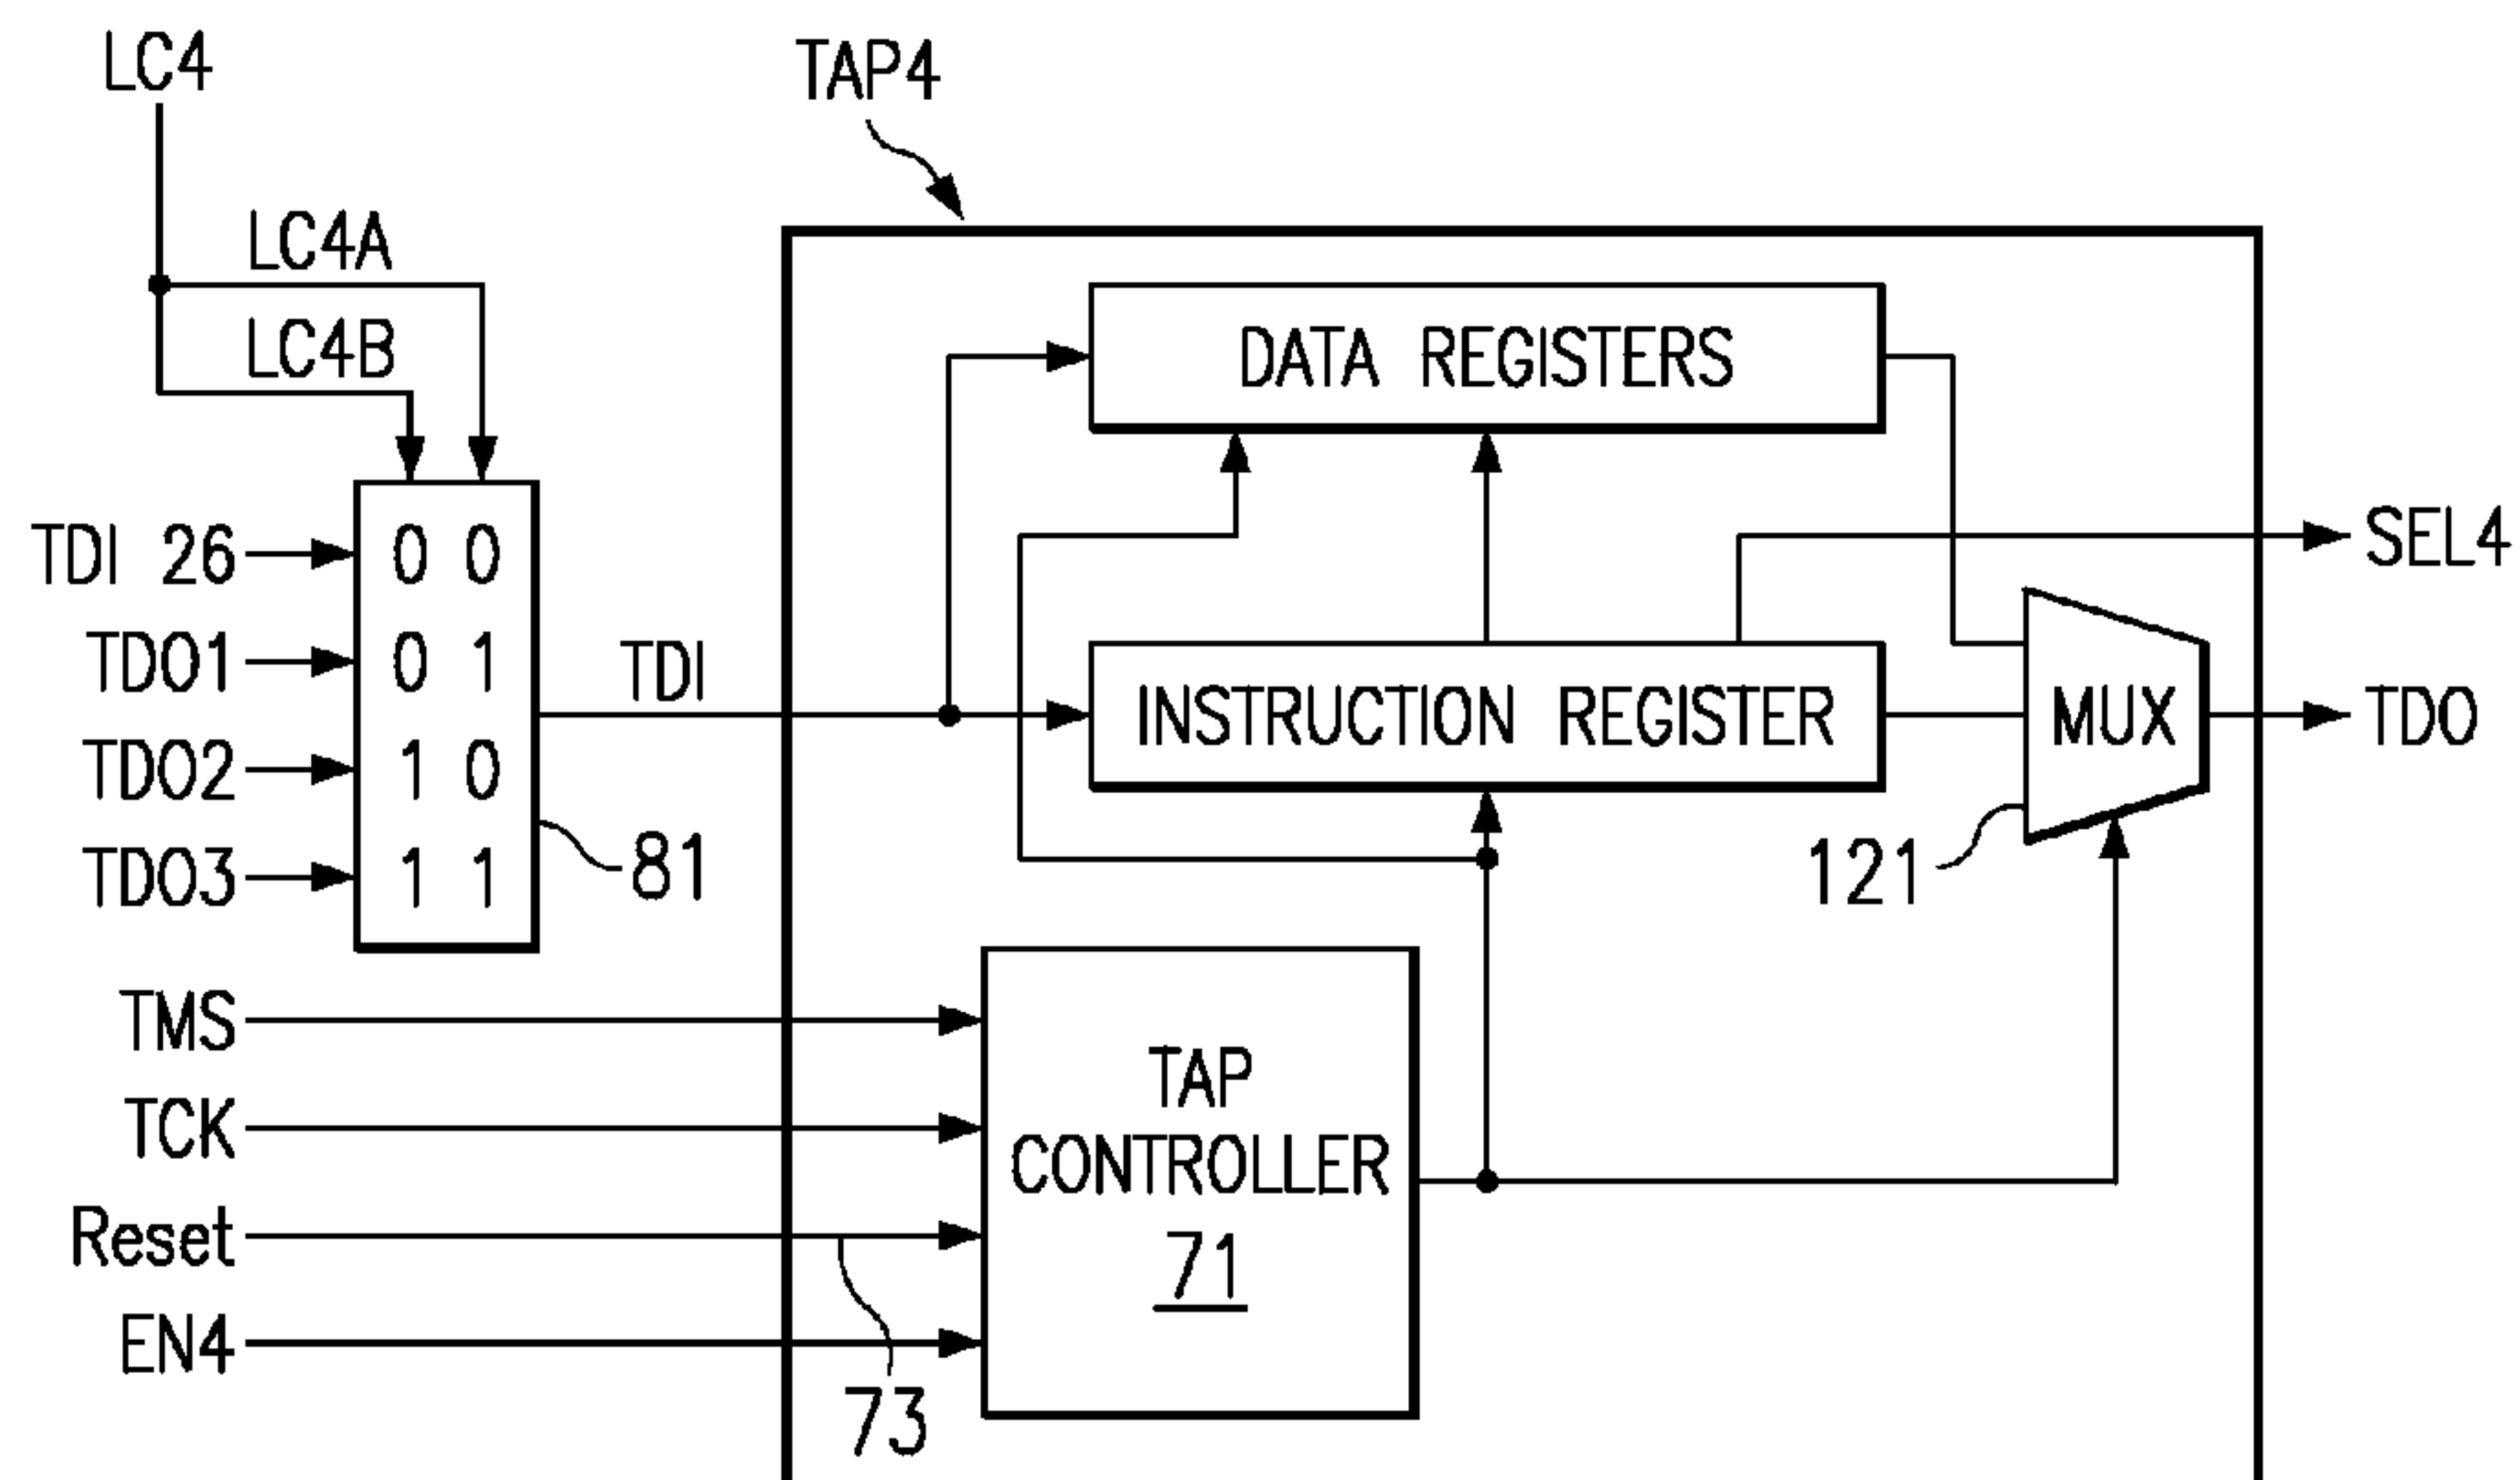 LC4
TAP4
LC4A
LC4B
DATA REGISTERS
TDI 26
0 0
SEL4
TDO1
0 1
TDI
INSTRUCTION REGISTER
MUX
TDO
TDO2
1 0
TDO3
1 1
81
121
TMS
TAP
CONTROLLER
71
TCK
Reset
EN4
73